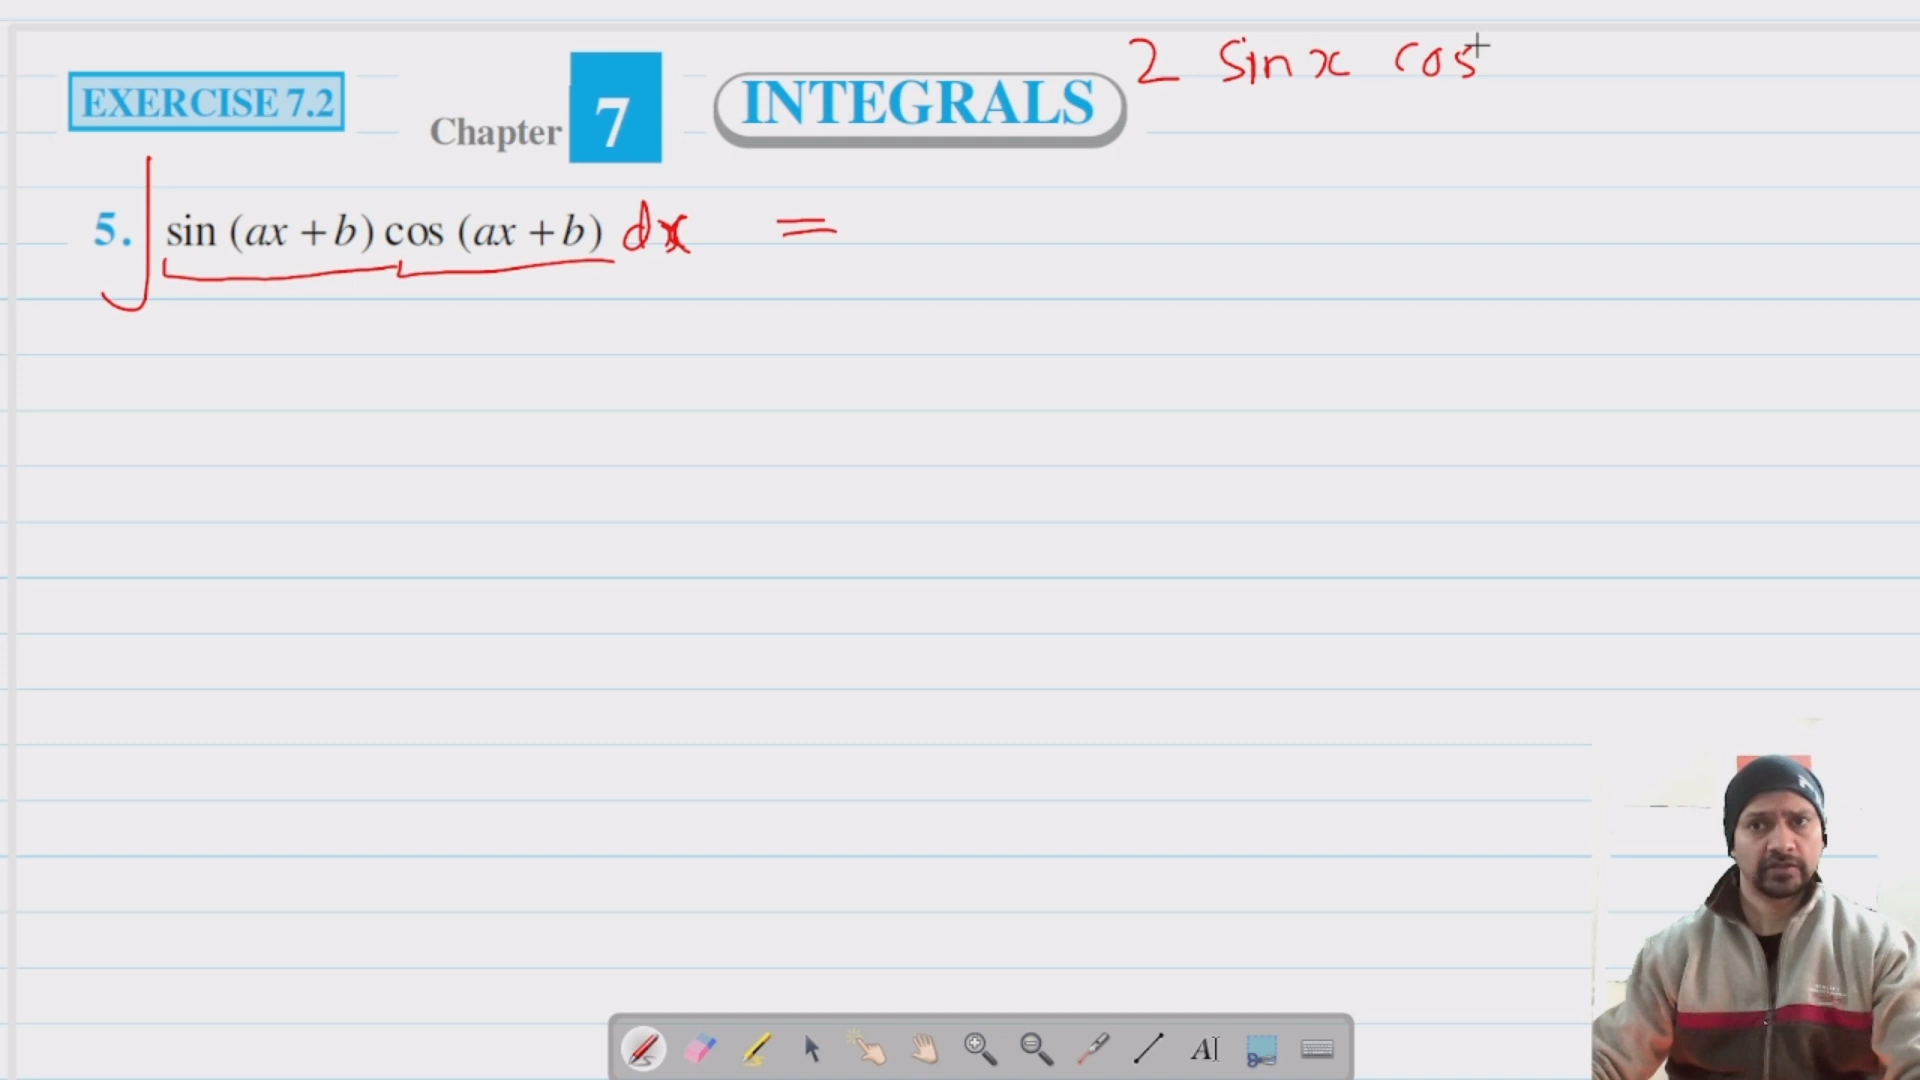 2 sin x cos
EXERCISE 7.2 Chapter 7 INTEGRALS
5. ∫ sin (ax + b) cos (ax + b) dx =